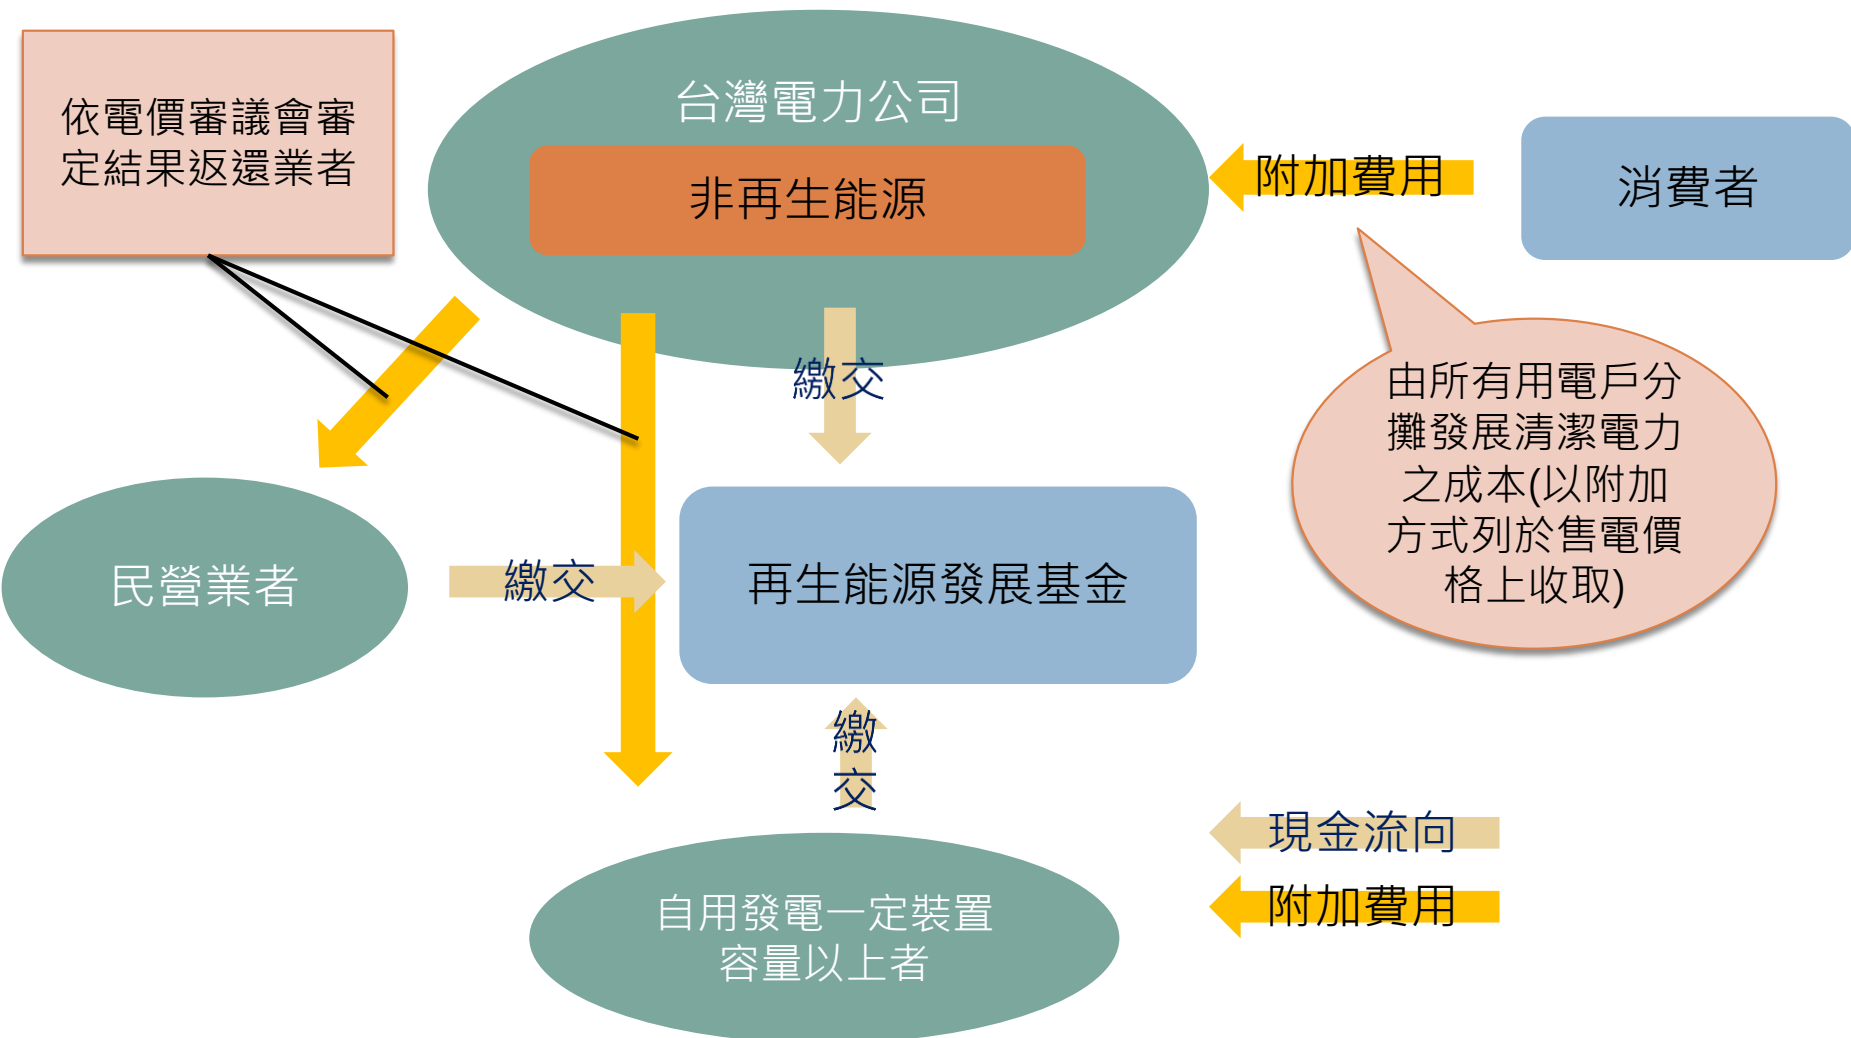 依電價審議會審
定結果返還業者
台灣電力公司
非再生能源
附加費用
消費者
繳交
由所有用電戶分
攤發展清潔電力
之成本(以附加
方式列於售電價
格上收取)
民營業者
繳交
再生能源發展基金
繳
交
自用發電一定裝置
容量以上者
現金流向
附加費用